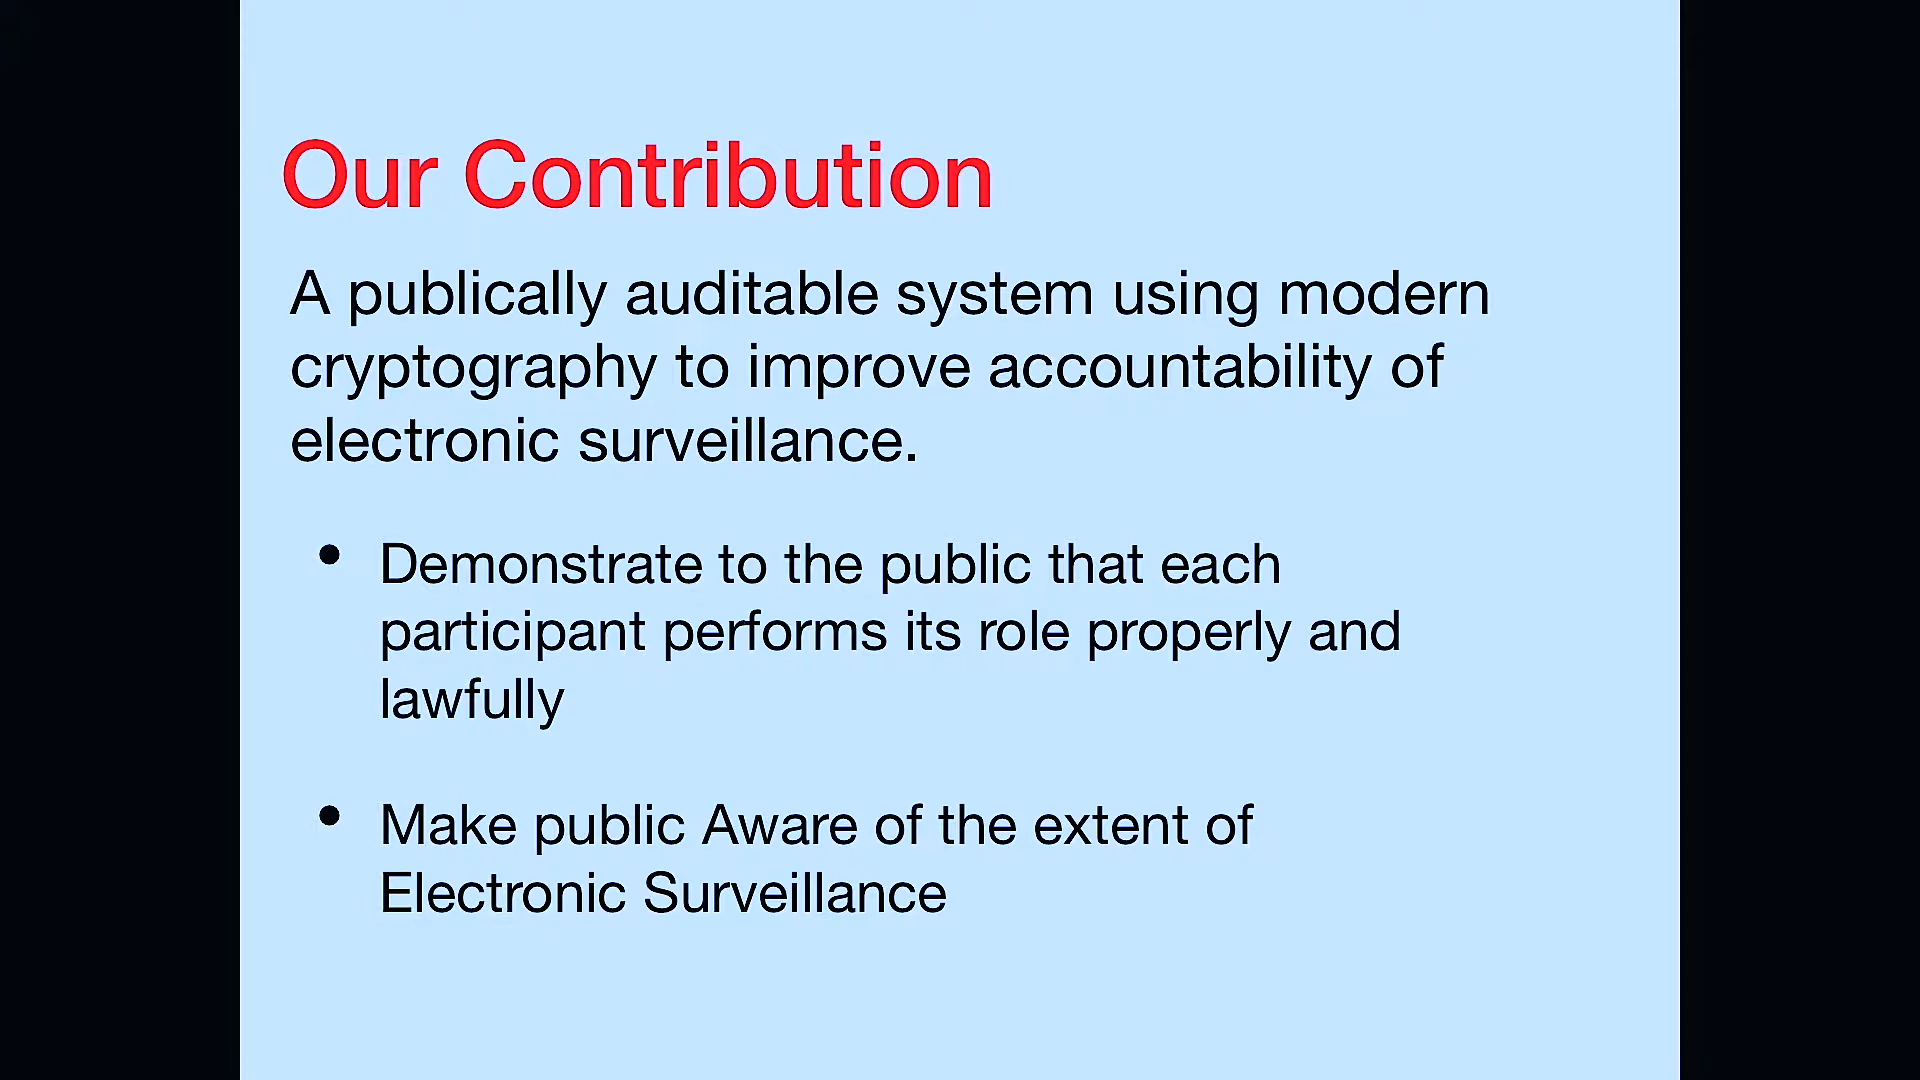 Our Contribution
A publically auditable system using modern
cryptography to improve accountability of
electronic surveillance.
• Demonstrate to the public that each
participant performs its role properly and
lawfully
• Make public Aware of the extent of
Electronic Surveillance